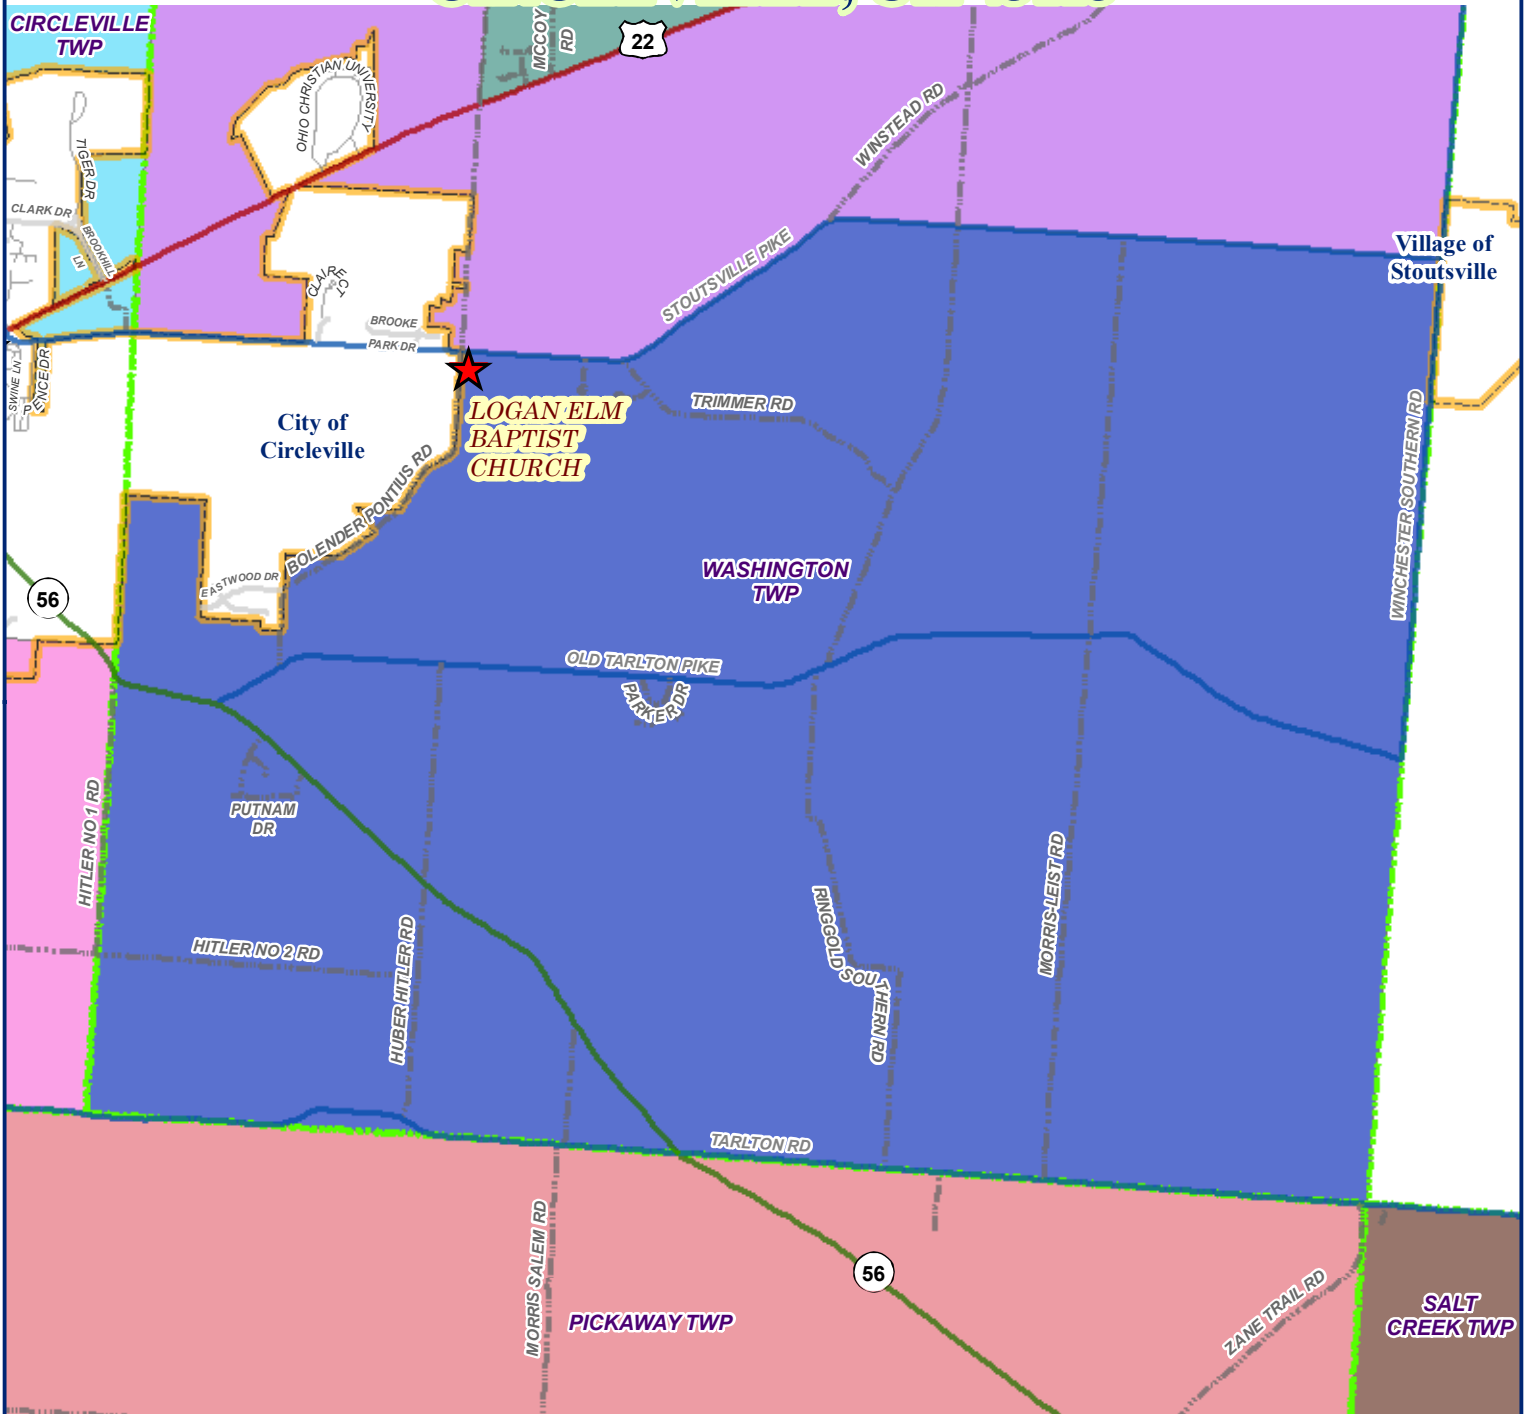 CIRCLEVILLE
TWP
MCCOY
RD
22
OHIO CHRISTIAN UNIVERSITY
WINSTEAD RD
TIGER DR
CLARK DR
BROOKHILL
LN
CLAIRE CT
STOUTSVILLE PIKE
Village of
Stoutsville
BROOKE
PARK DR
SWINE LN
PENCE DR
LOGAN ELM
BAPTIST
CHURCH
TRIMMER RD
City of
Circleville
BOLENDER PONTIUS RD
WINCHESTER SOUTHERN RD
EASTWOOD DR
WASHINGTON
TWP
56
OLD TARLTON PIKE
PARKER DR
HITLER NO 1 RD
PUTNAM
DR
HITLER NO 2 RD
HUBER HITLER RD
RINGGOLD SOUTHERN RD
MORRIS-LEIST RD
TARLTON RD
MORRIS SALEM RD
56
PICKAWAY TWP
ZANE TRAIL RD
SALT
CREEK TWP